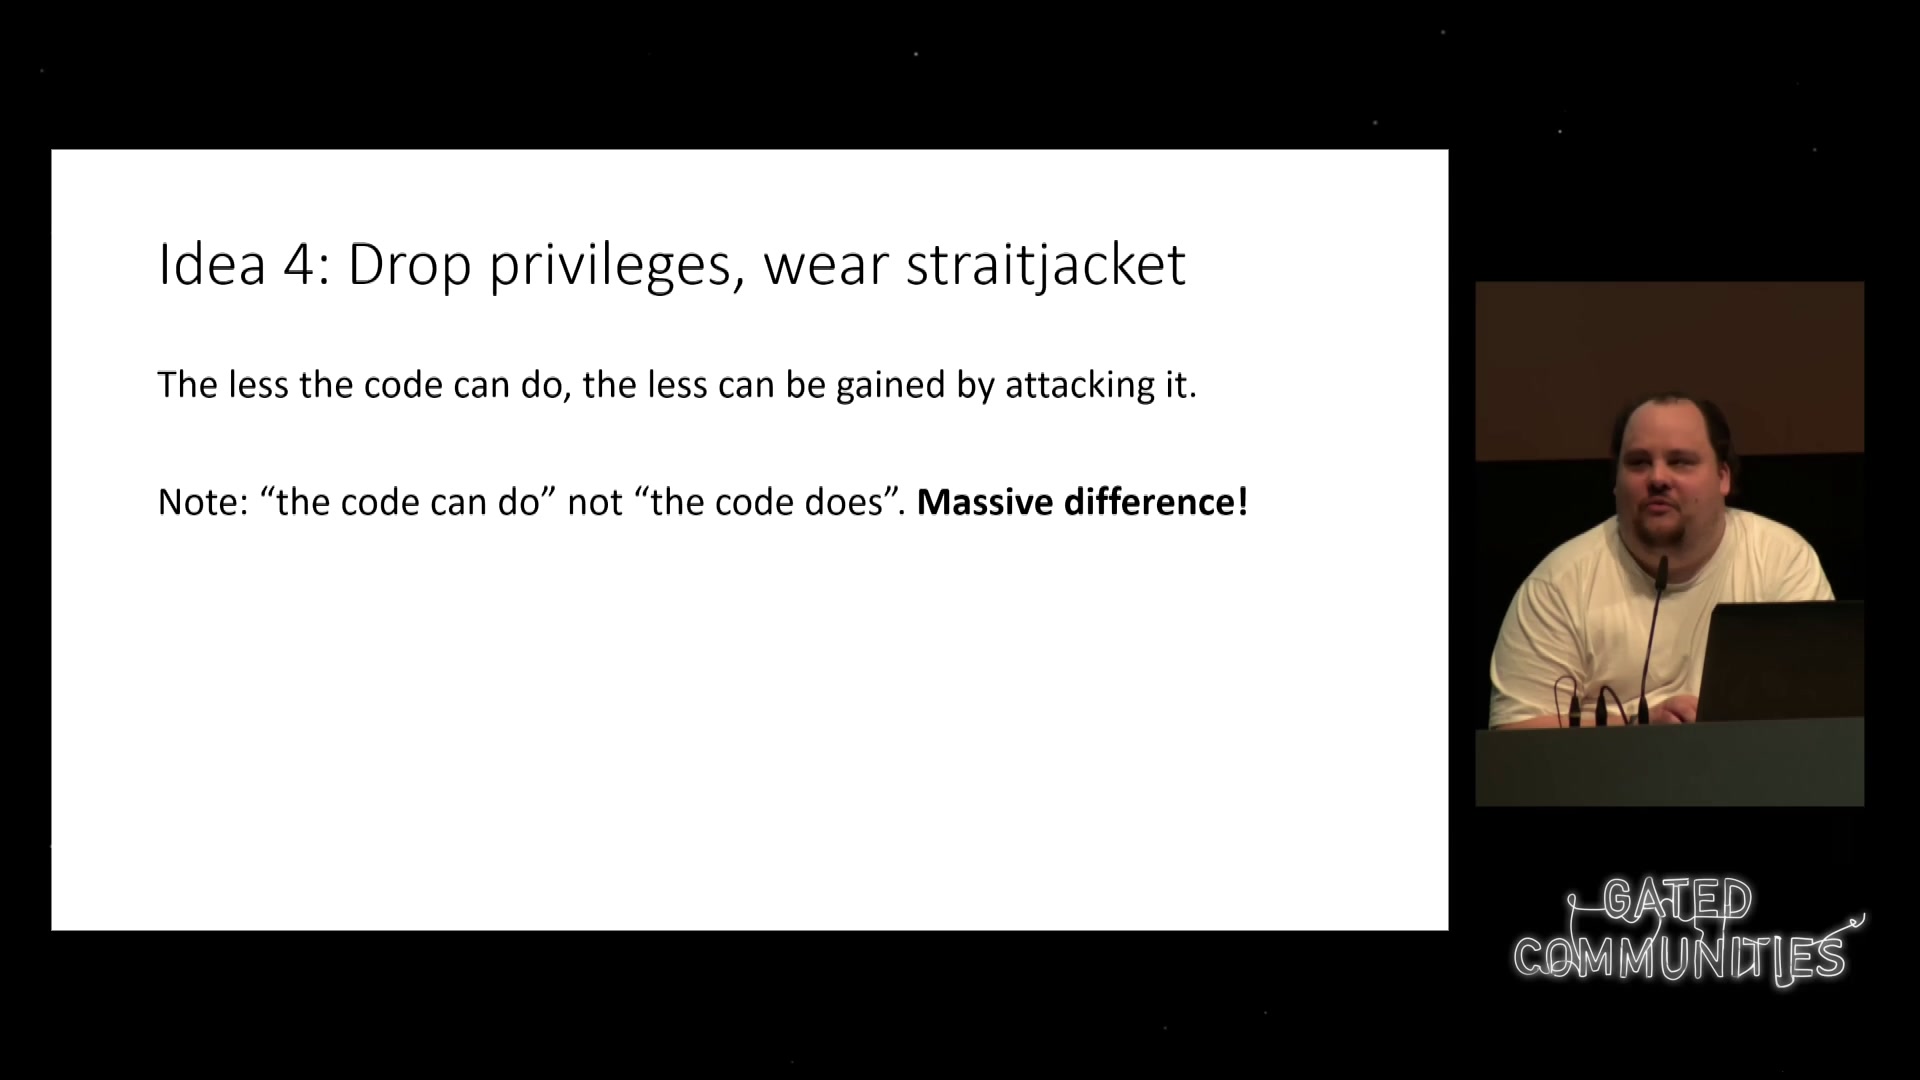 Idea 4: Drop privileges, wear straitjacket
The less the code can do, the less can be gained by attacking it.
Note: “the code can do” not “the code does”. Massive difference!
GATED
COMMUNITIES